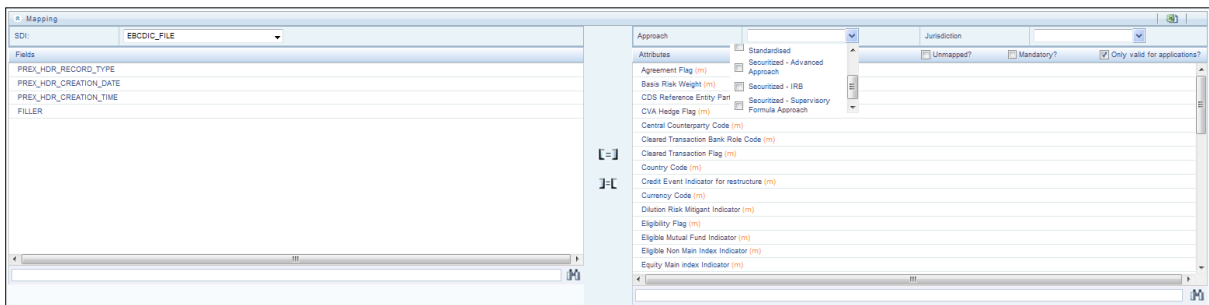 Mapping
SDI: EBCDIC_FILE
Fields
PREX_HDR_RECORD_TYPE
PREX_HDR_CREATION_DATE
PREX_HDR_CREATION_TIME
FILLER
[=]
]=[
Approach Jurisdiction
Attributes Unmapped? Mandatory? Only valid for applications?
Standardised
Securitized - Advanced
Approach
Securitized - IRB
Securitized - Supervisory
Formula Approach
Agreement Flag (m)
Basis Risk Weight (m)
CDS Reference Entity Part
CVA Hedge Flag (m)
Central Counterparty Code (m)
Cleared Transaction Bank Role Code (m)
Cleared Transaction Flag (m)
Country Code (m)
Credit Event Indicator for restructure (m)
Currency Code (m)
Dilution Risk Mitigant Indicator (m)
Eligibility Flag (m)
Eligible Mutual Fund Indicator (m)
Eligible Non Main Index Indicator (m)
Equity Main index Indicator (m)